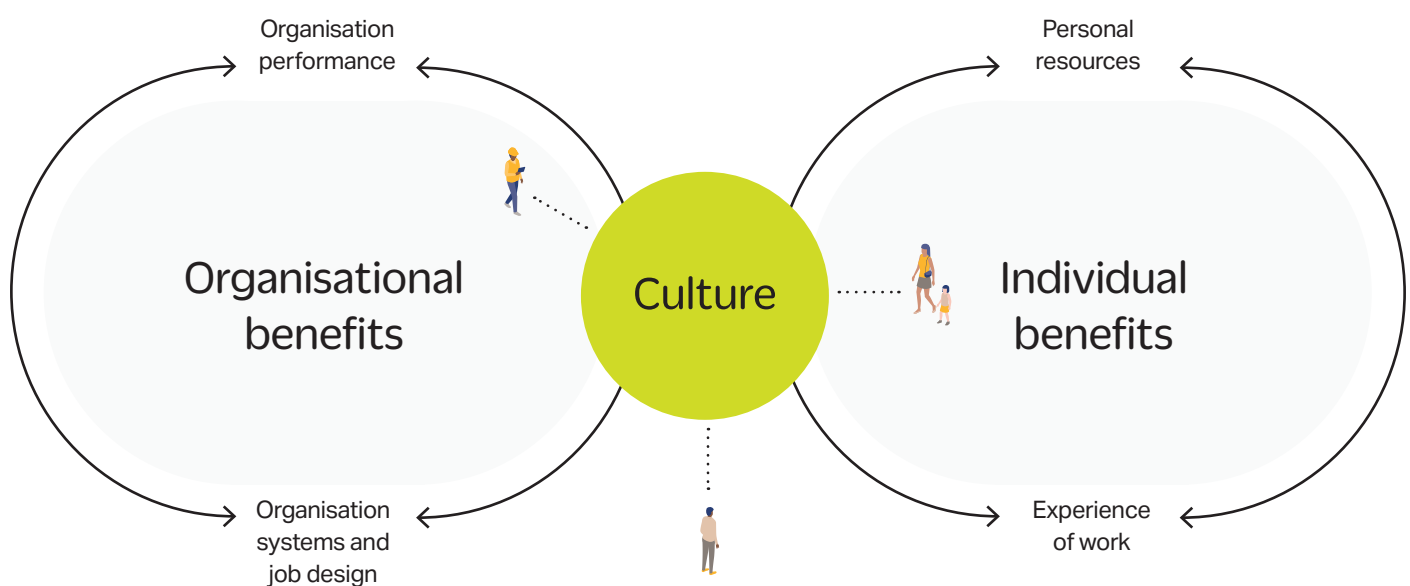 Organisation
performance
Personal
resources
Organisational
benefits
Culture
Individual
benefits
Organisation
systems and
job design
Experience
of work